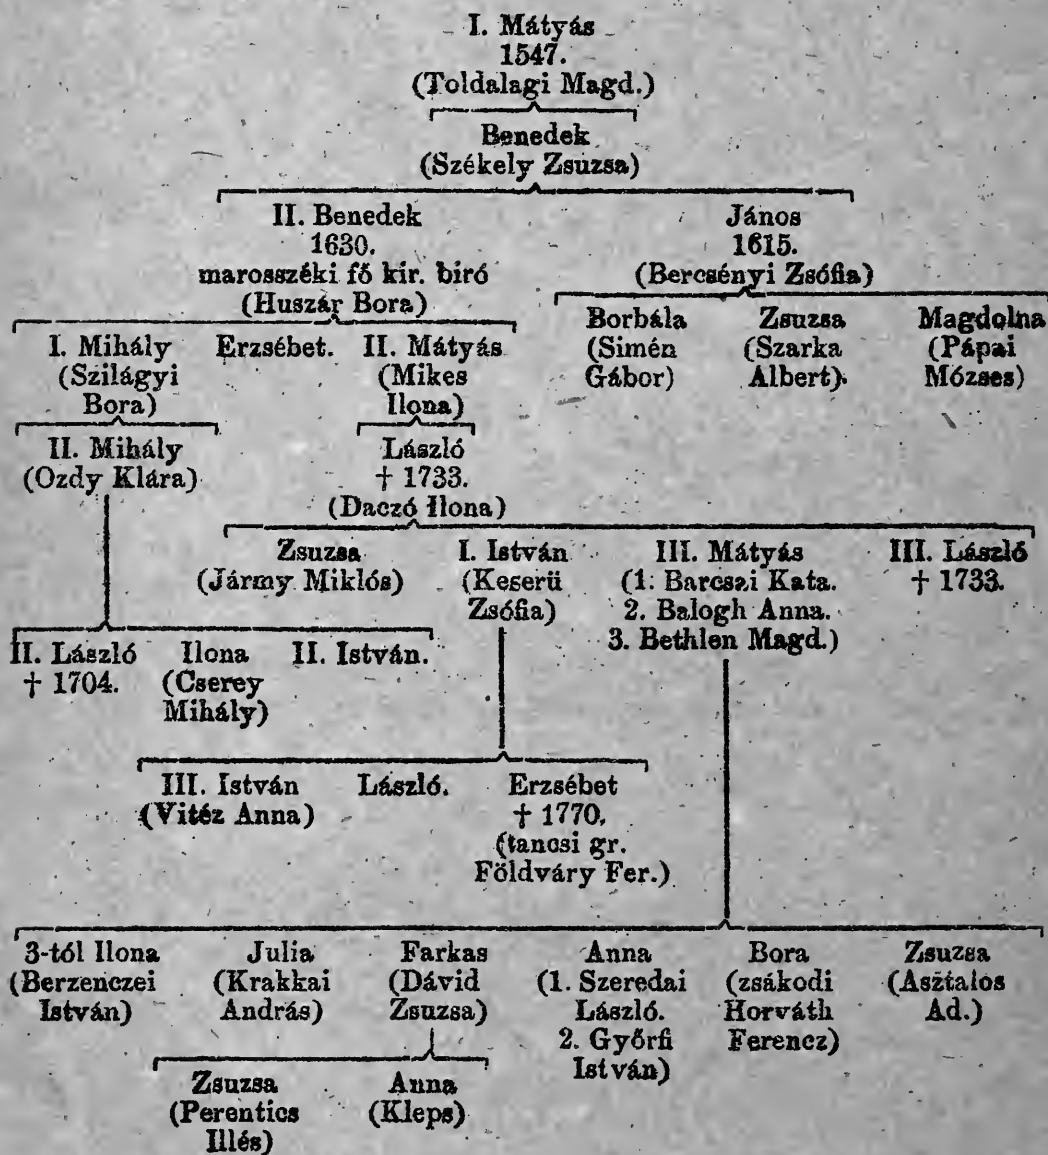 I. Mátyás
1547.
(Toldalagi Magd.)
Benedek
(Székely Zsuzsa)
II. Benedek
1630.
marosszéki fő kir. biró
(Huszár Bora)
János
1615.
(Bercsényi Zsófia)
I. Mihály
(Szilágyi
Bora)
Erzsébet.
II. Mátyás
(Mikes
Ilona)
Borbála
(Simén
Gábor)
Zsuzsa
(Szarka
Albert).
Magdolna
(Pápai
Mózses)
II. Mihály
(Ozdy Klára)
László
† 1733.
(Daczó Ilona)
Zsuzsa
(Jármy Miklós)
I. István
(Keserü
Zsófia)
III. Mátyás
(1. Barcsai Kata.
2. Balogh Anna.
3. Bethlen Magd.)
III. László
† 1733.
II. László
† 1704.
Ilona
(Cserey
Mihály)
II. István.
III. István
(Vitéz Anna)
László.
Erzsébet
† 1770.
(tancsi gr.
Földváry Fer.)
3-tól Ilona
(Berzenczei
István)
Julia
(Krakkai
András)
Farkas
(Dávid
Zsuzsa)
Anna
(1. Szeredai
László.
2. Győrfi
István)
Bora
(zsákodi
Horváth
Ferencz)
Zsuzsa
(Asztalos
Ad.)
Zsuzsa
(Perentics
Illés)
Anna
(Kleps)